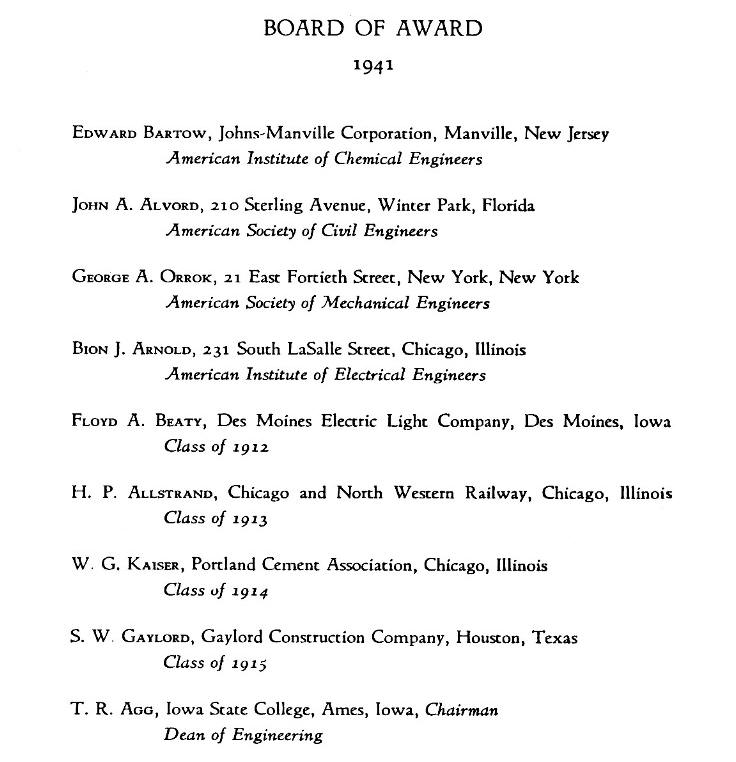 BOARD OF AWARD
1941
EDWARD BARTOW, Johns-Manville Corporation, Manville, New Jersey
American Institute of Chemical Engineers
JOHN A. ALVORD, 210 Sterling Avenue, Winter Park, Florida
American Society of Civil Engineers
GEORGE A. ORROK, 21 East Fortieth Street, New York, New York
American Society of Mechanical Engineers
BION J. ARNOLD, 231 South LaSalle Street, Chicago, Illinois
American Institute of Electrical Engineers
FLOYD A. BEATY, Des Moines Electric Light Company, Des Moines, Iowa
Class of 1912
H. P. ALLSTRAND, Chicago and North Western Railway, Chicago, Illinois
Class of 1913
W. G. KAISER, Portland Cement Association, Chicago, Illinois
Class of 1914
S. W. GAYLORD, Gaylord Construction Company, Houston, Texas
Class of 1915
T. R. AGG, Iowa State College, Ames, Iowa, Chairman
Dean of Engineering